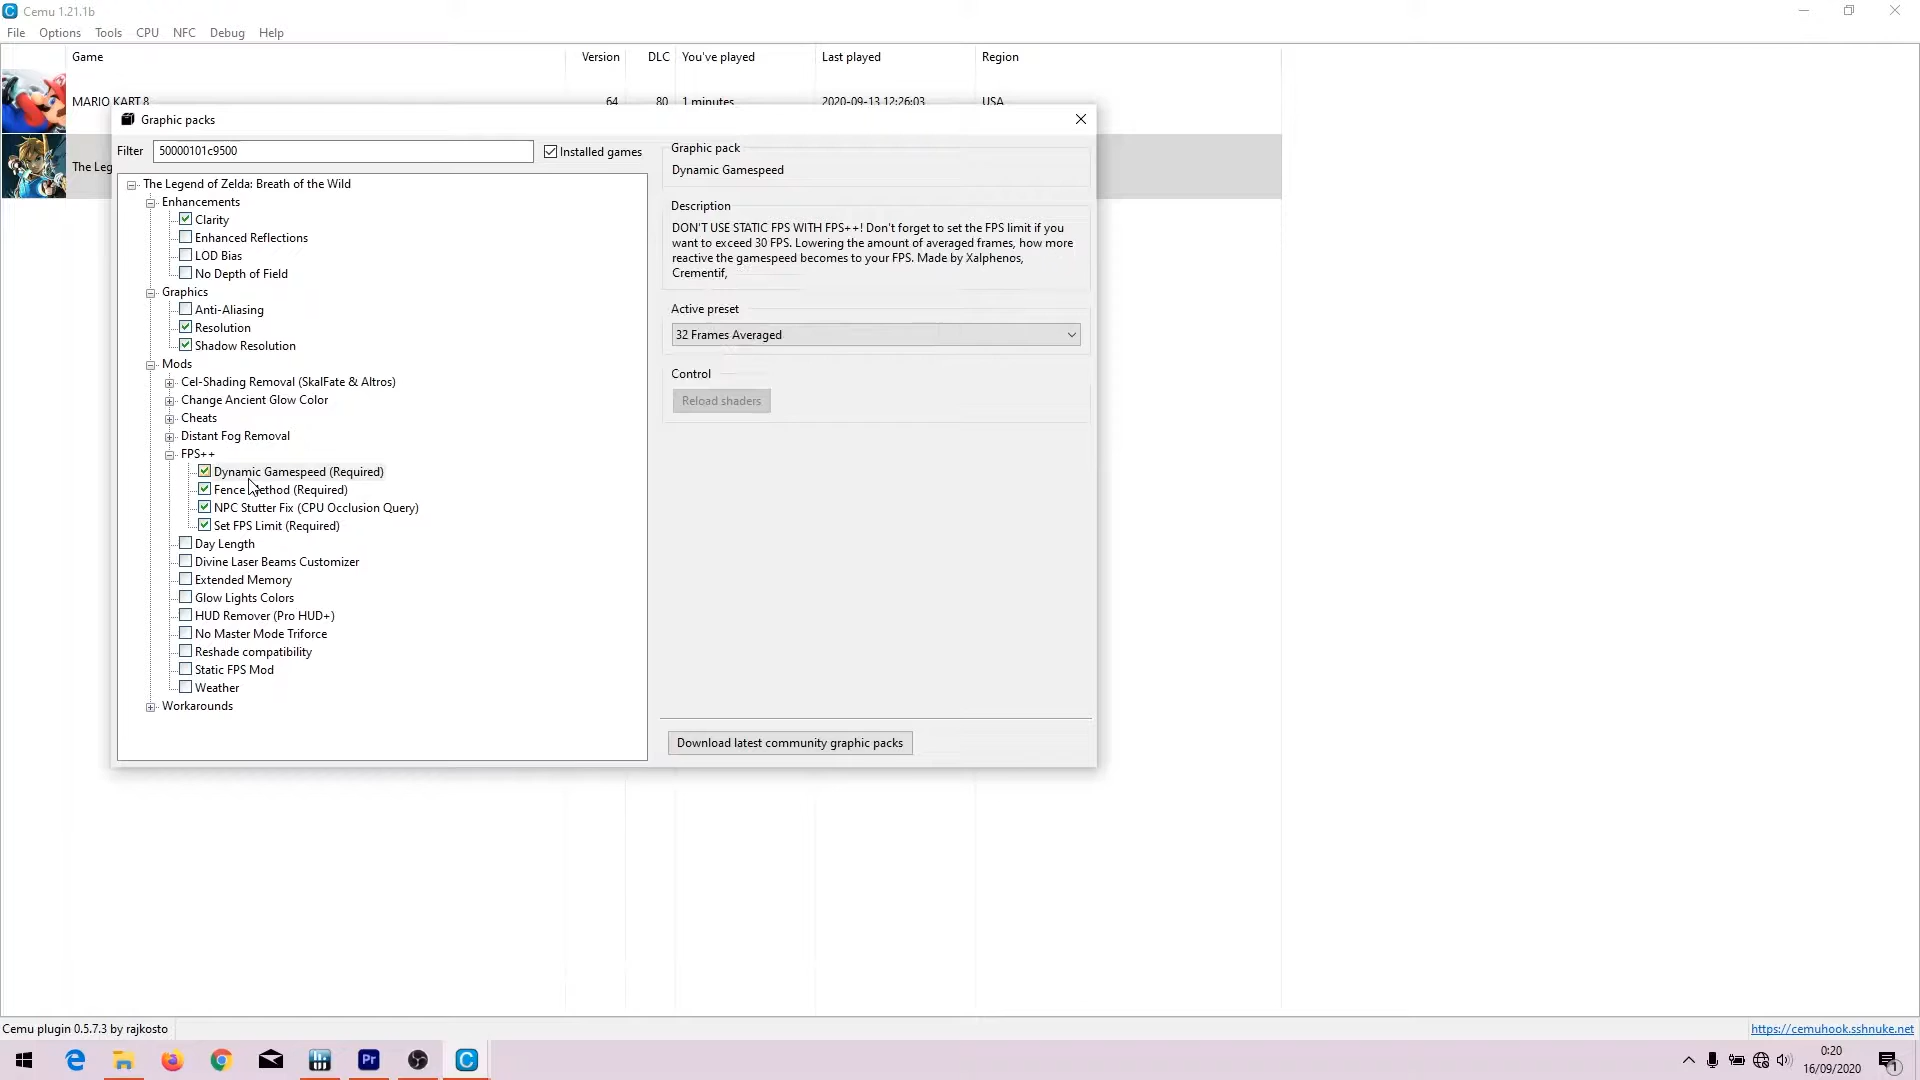 Cemu 1.21.1b
File Options Tools CPU NFC Debug Help
Game Version DLC You've played Last played Region
MARIO KART 8 64 80 1 minutes 2020-09-13 12:26:03 USA
The Leg
Graphic packs
Filter 50000101c9500 Installed games
The Legend of Zelda: Breath of the Wild
Enhancements
Clarity
Enhanced Reflections
LOD Bias
No Depth of Field
Graphics
Anti-Aliasing
Resolution
Shadow Resolution
Mods
Cel-Shading Removal (SkalFate & Altros)
Change Ancient Glow Color
Cheats
Distant Fog Removal
FPS++
Dynamic Gamespeed (Required)
Fence Method (Required)
NPC Stutter Fix (CPU Occlusion Query)
Set FPS Limit (Required)
Day Length
Divine Laser Beams Customizer
Extended Memory
Glow Lights Colors
HUD Remover (Pro HUD+)
No Master Mode Triforce
Reshade compatibility
Static FPS Mod
Weather
Workarounds
Graphic pack
Dynamic Gamespeed
Description
DON'T USE STATIC FPS WITH FPS++! Don't forget to set the FPS limit if you
want to exceed 30 FPS. Lowering the amount of averaged frames, how more
reactive the gamespeed becomes to your FPS. Made by Xalphenos,
Crementif,
Active preset
32 Frames Averaged
Control
Reload shaders
Download latest community graphic packs
Cemu plugin 0.5.7.3 by rajkosto
https://cemuhook.sshnuke.net
Pr
0:20
16/09/2020
1